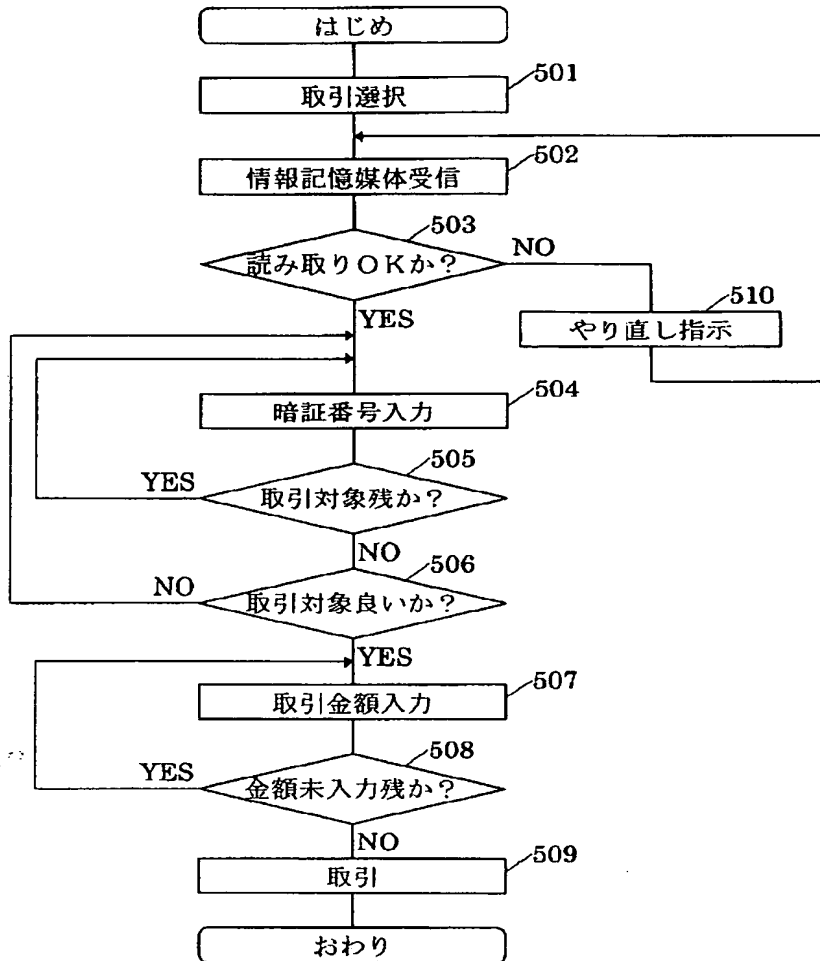 はじめ
501
取引選択
502
情報記憶媒体受信
503
読み取りOKか?
NO
YES
510
やり直し指示
504
暗証番号入力
505
YES
取引対象残か?
NO
506
NO
取引対象良いか?
YES
507
取引金額入力
508
YES
金額未入力残か?
NO
509
取引
おわり